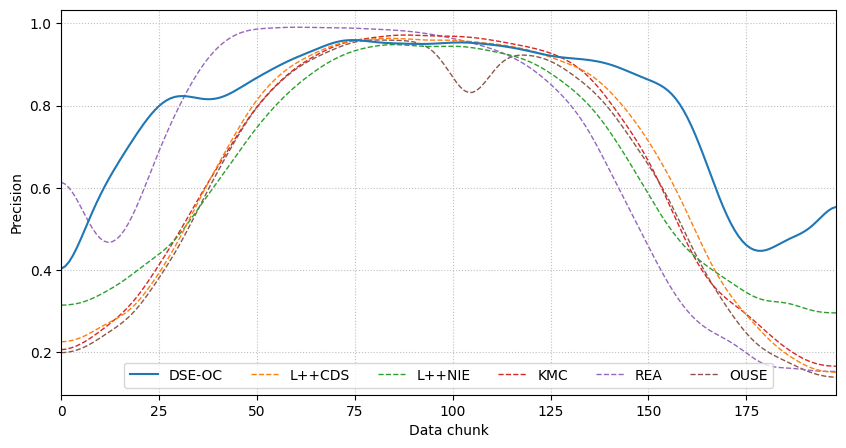 1.0
0.8
0.6
0.4
0.2
Precision
0 25 50 75 100 125 150 175
Data chunk
DSE-OC L++CDS L++NIE KMC REA OUSE